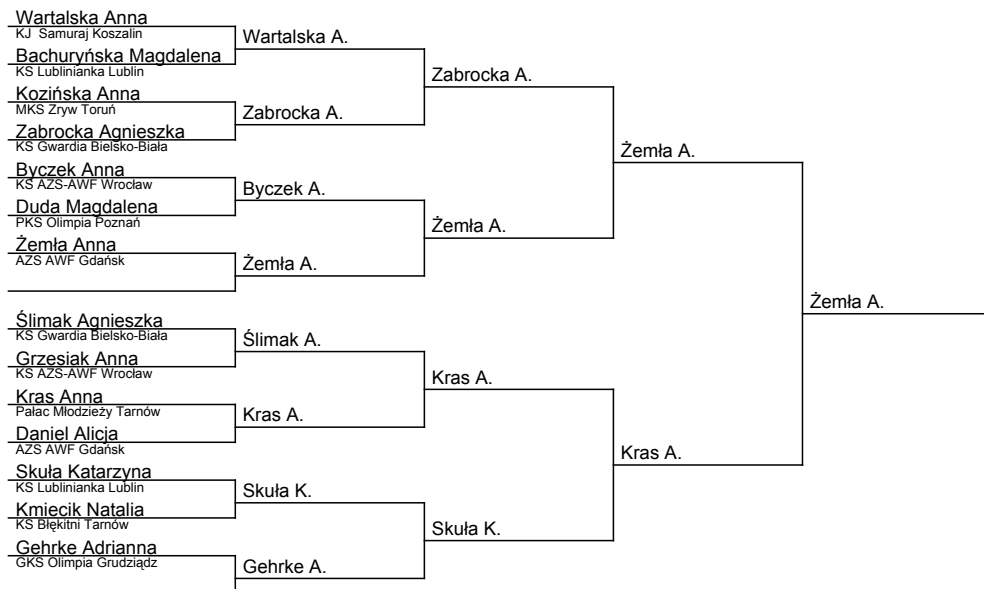 Wartalska Anna
KJ  Samuraj Koszalin
Wartalska A.
Bachuryńska Magdalena
KS Lublinianka Lublin
Zabrocka A.
Kozińska Anna
MKS Zryw Toruń
Zabrocka A.
Zabrocka Agnieszka
KS Gwardia Bielsko-Biała
Żemła A.
Byczek Anna
KS AZS-AWF Wrocław
Byczek A.
Duda Magdalena
PKS Olimpia Poznań
Żemła A.
Żemła Anna
AZS AWF Gdańsk
Żemła A.
Żemła A.
Ślimak Agnieszka
KS Gwardia Bielsko-Biała
Ślimak A.
Grzesiak Anna
KS AZS-AWF Wrocław
Kras A.
Kras Anna
Pałac Młodzieży Tarnów
Kras A.
Daniel Alicja
AZS AWF Gdańsk
Kras A.
Skuła Katarzyna
KS Lublinianka Lublin
Skuła K.
Kmiecik Natalia
KS Błękitni Tarnów
Skuła K.
Gehrke Adrianna
GKS Olimpia Grudziądz
Gehrke A.